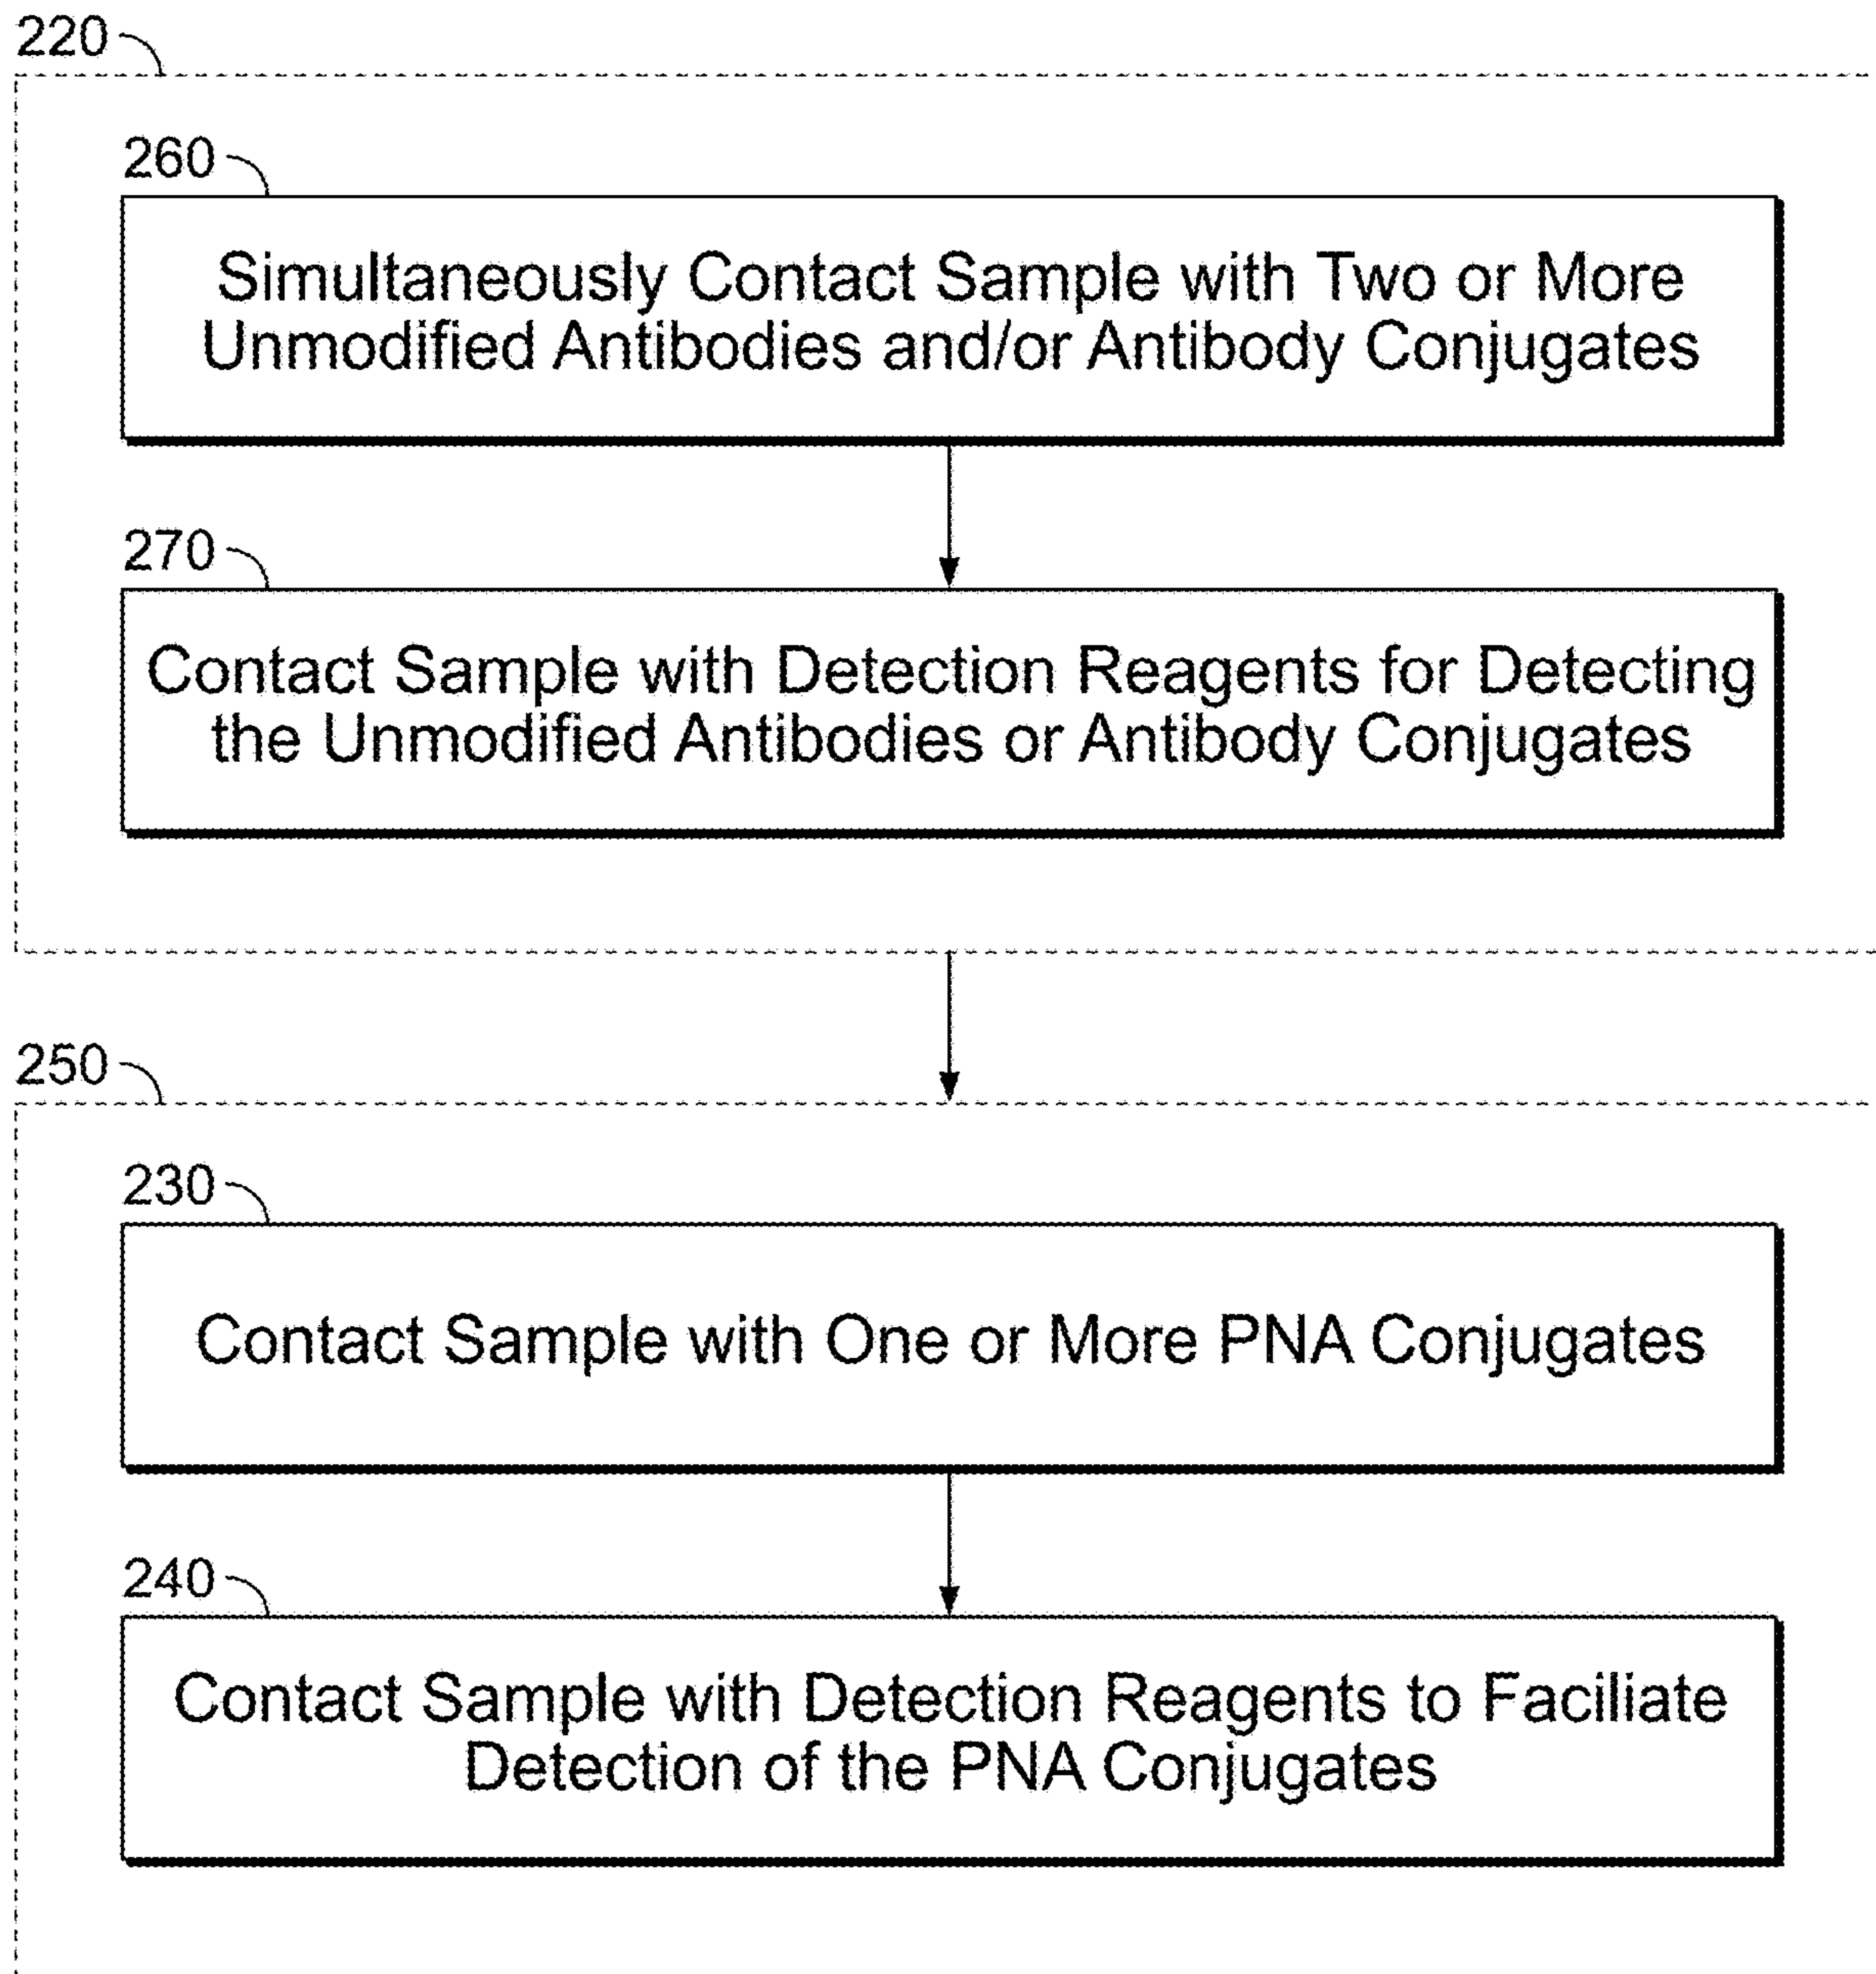 220
260
Simultaneously Contact Sample with Two or More
Unmodified Antibodies and/or Antibody Conjugates
270
Contact Sample with Detection Reagents for Detecting
the Unmodified Antibodies or Antibody Conjugates
250
230
Contact Sample with One or More PNA Conjugates
240
Contact Sample with Detection Reagents to Faciliate
Detection of the PNA Conjugates